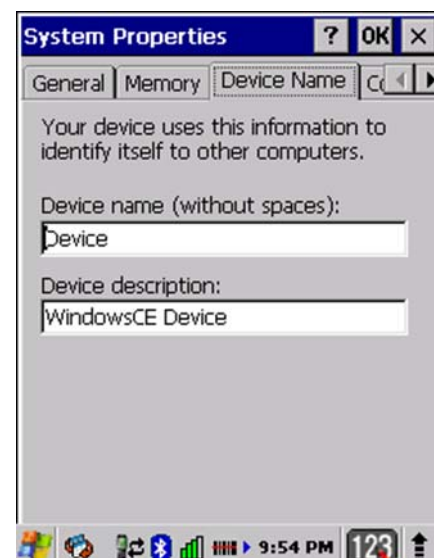 System Properties ? OK ×
General Memory Device Name
Your device uses this information to
identify itself to other computers.
Device name (without spaces):
Device
Device description:
WindowsCE Device
9:54 PM 123